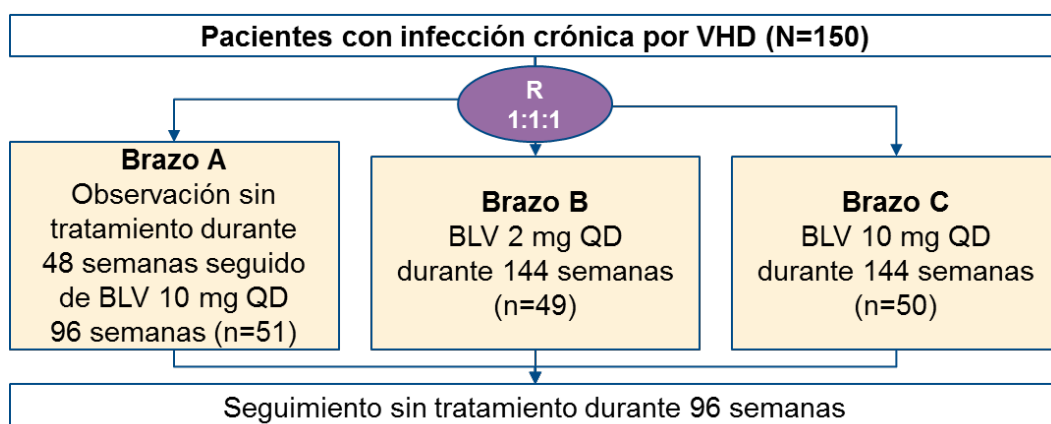 Pacientes con infección crónica por VHD (N=150)
R
1:1:1
Brazo A
Observación sin
tratamiento durante
48 semanas seguido
de BLV 10 mg QD
96 semanas (n=51)
Brazo B
BLV 2 mg QD
durante 144 semanas
(n=49)
Brazo C
BLV 10 mg QD
durante 144 semanas
(n=50)
Seguimiento sin tratamiento durante 96 semanas